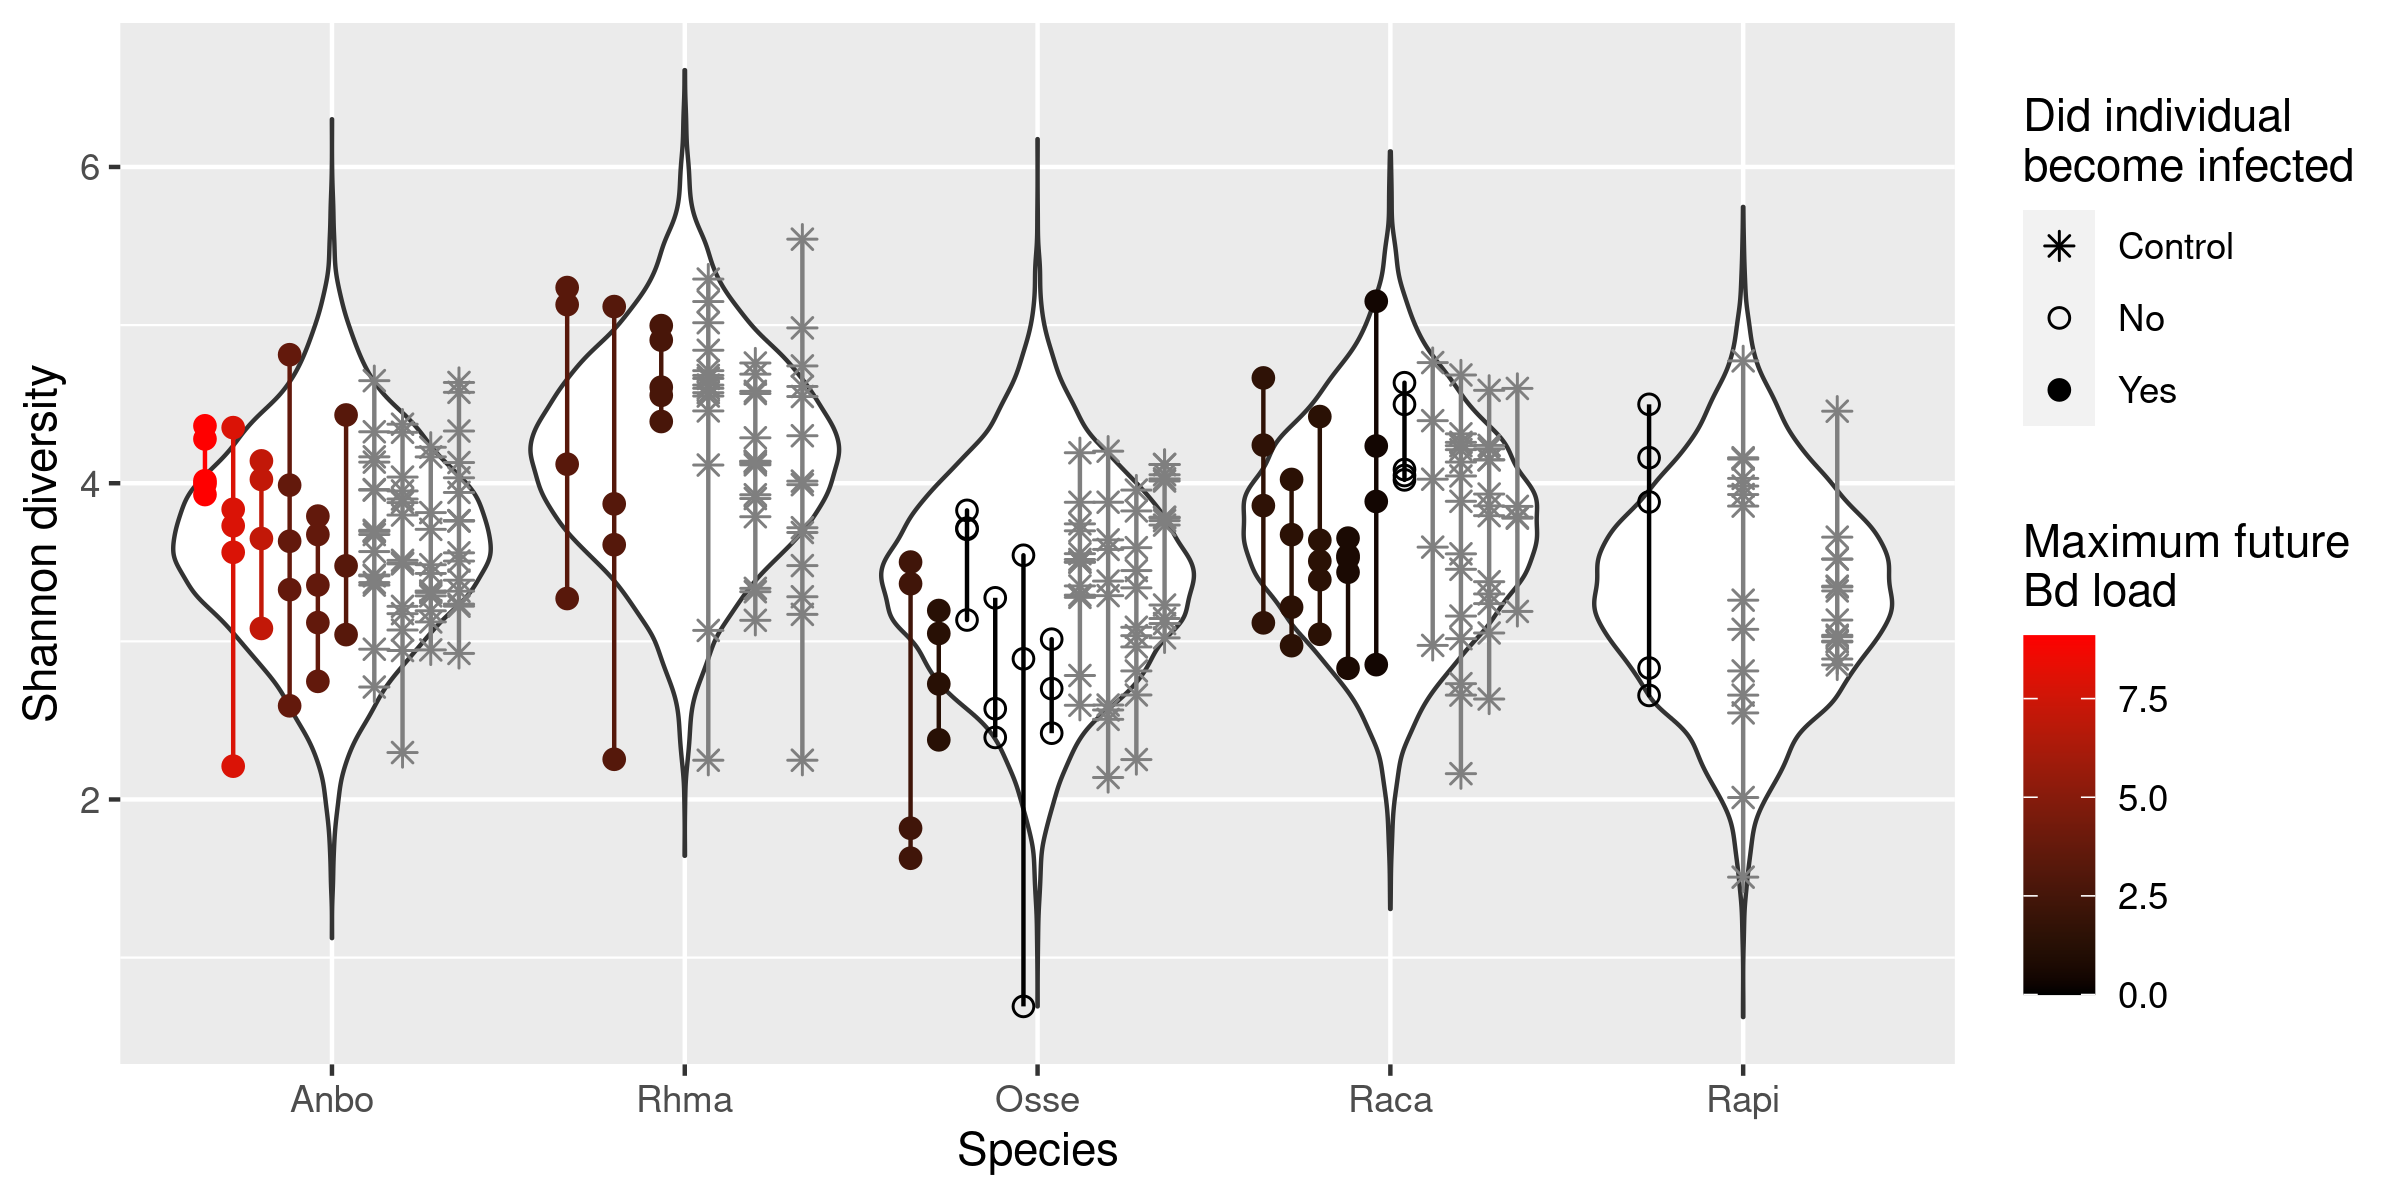 Shannon diversity
6
4
2
Anbo
Rhma
Osse
Raca
Rapi
Species
Did individual
become infected
Control
No
Yes
Maximum future
Bd load
7.5
5.0
2.5
0.0